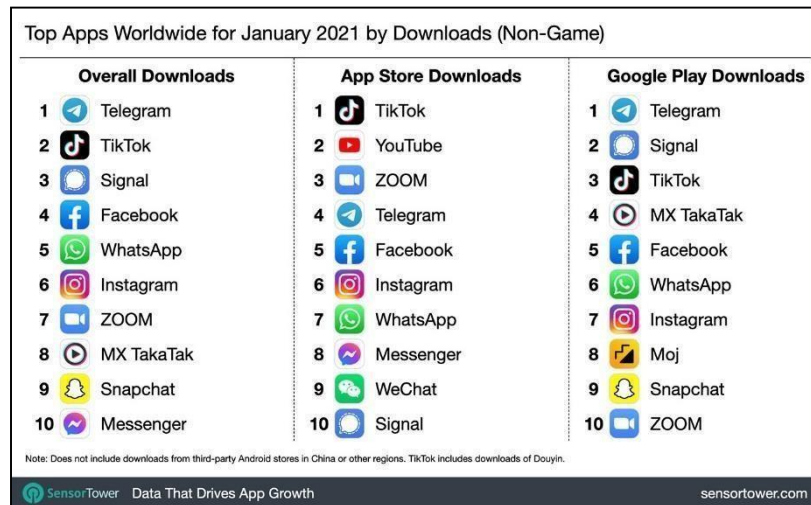 Top Apps Worldwide for January 2021 by Downloads (Non-Game)
Overall Downloads
1 Telegram
2 TikTok
3 Signal
4 Facebook
5 WhatsApp
6 Instagram
7 ZOOM
8 MX TakaTak
9 Snapchat
10 Messenger
App Store Downloads
1 TikTok
2 YouTube
3 ZOOM
4 Telegram
5 Facebook
6 Instagram
7 WhatsApp
8 Messenger
9 WeChat
10 Signal
Google Play Downloads
1 Telegram
2 Signal
3 TikTok
4 MX TakaTak
5 Facebook
6 WhatsApp
7 Instagram
8 Moj
9 Snapchat
10 ZOOM
Note: Does not include downloads from third-party Android stores in China or other regions. TikTok includes downloads of Douyin.
SensorTower Data That Drives App Growth sensortower.com